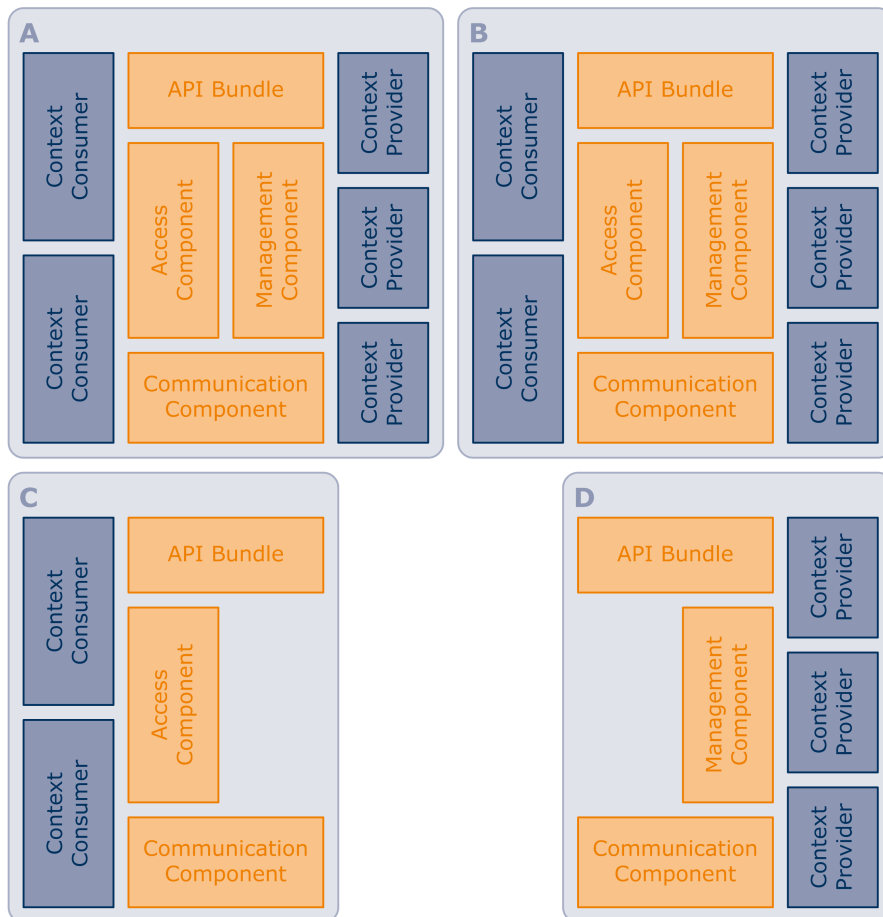 A
Context
Consumer
Context
Consumer
API Bundle
Access
Component
Management
Component
Communication
Component
Context
Provider
Context
Provider
Context
Provider
B
Context
Consumer
Context
Consumer
API Bundle
Access
Component
Management
Component
Communication
Component
Context
Provider
Context
Provider
Context
Provider
C
Context
Consumer
Context
Consumer
API Bundle
Access
Component
Communication
Component
D
API Bundle
Management
Component
Communication
Component
Context
Provider
Context
Provider
Context
Provider